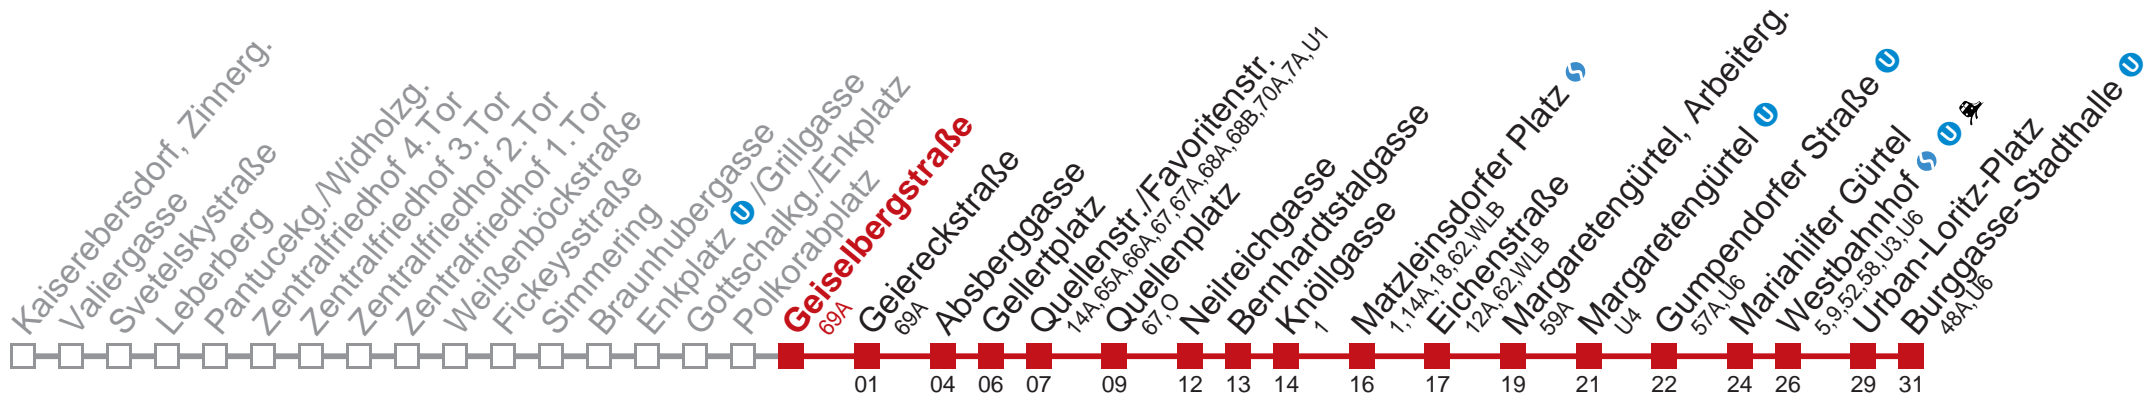 Kaiserebersdorf, Zinnerg.
Valiergasse
Svetelskystraße
Leberberg
Pantucekg./Widholzg.
Zentralfriedhof 4. Tor
Zentralfriedhof 3. Tor
Zentralfriedhof 2. Tor
Zentralfriedhof 1. Tor
Weißenböckstraße
Fickeysstraße
Simmering
Braunhubergasse
Enkplatz U /Grillgasse
Gottschalkg./Enkplatz
Polkorabplatz
Geiselbergstraße
69A
Geiereckstraße
69A
Absberggasse
Gellertplatz
Quellenstr./Favoritenstr.
14A,65A,66A,67,67A,68A,68B,70A,7A,U1
Quellenplatz
67,O
Neilreichgasse
Bernhardtstalgasse
Knöllgasse
1
Matzleinsdorfer Platz
1,14A,18,62,WLB
Eichenstraße
12A,62,WLB
Margaretengürtel, Arbeiterg.
59A
Margaretengürtel U
U4
Gumpendorfer Straße U
57A,U6
Mariahilfer Gürtel
Westbahnhof U
5,9,52,58,U3,U6
Urban-Loritz-Platz
Burggasse-Stadthalle U
48A,U6
01 04 06 07 09 12 13 14 16 17 19 21 22 24 26 29 31